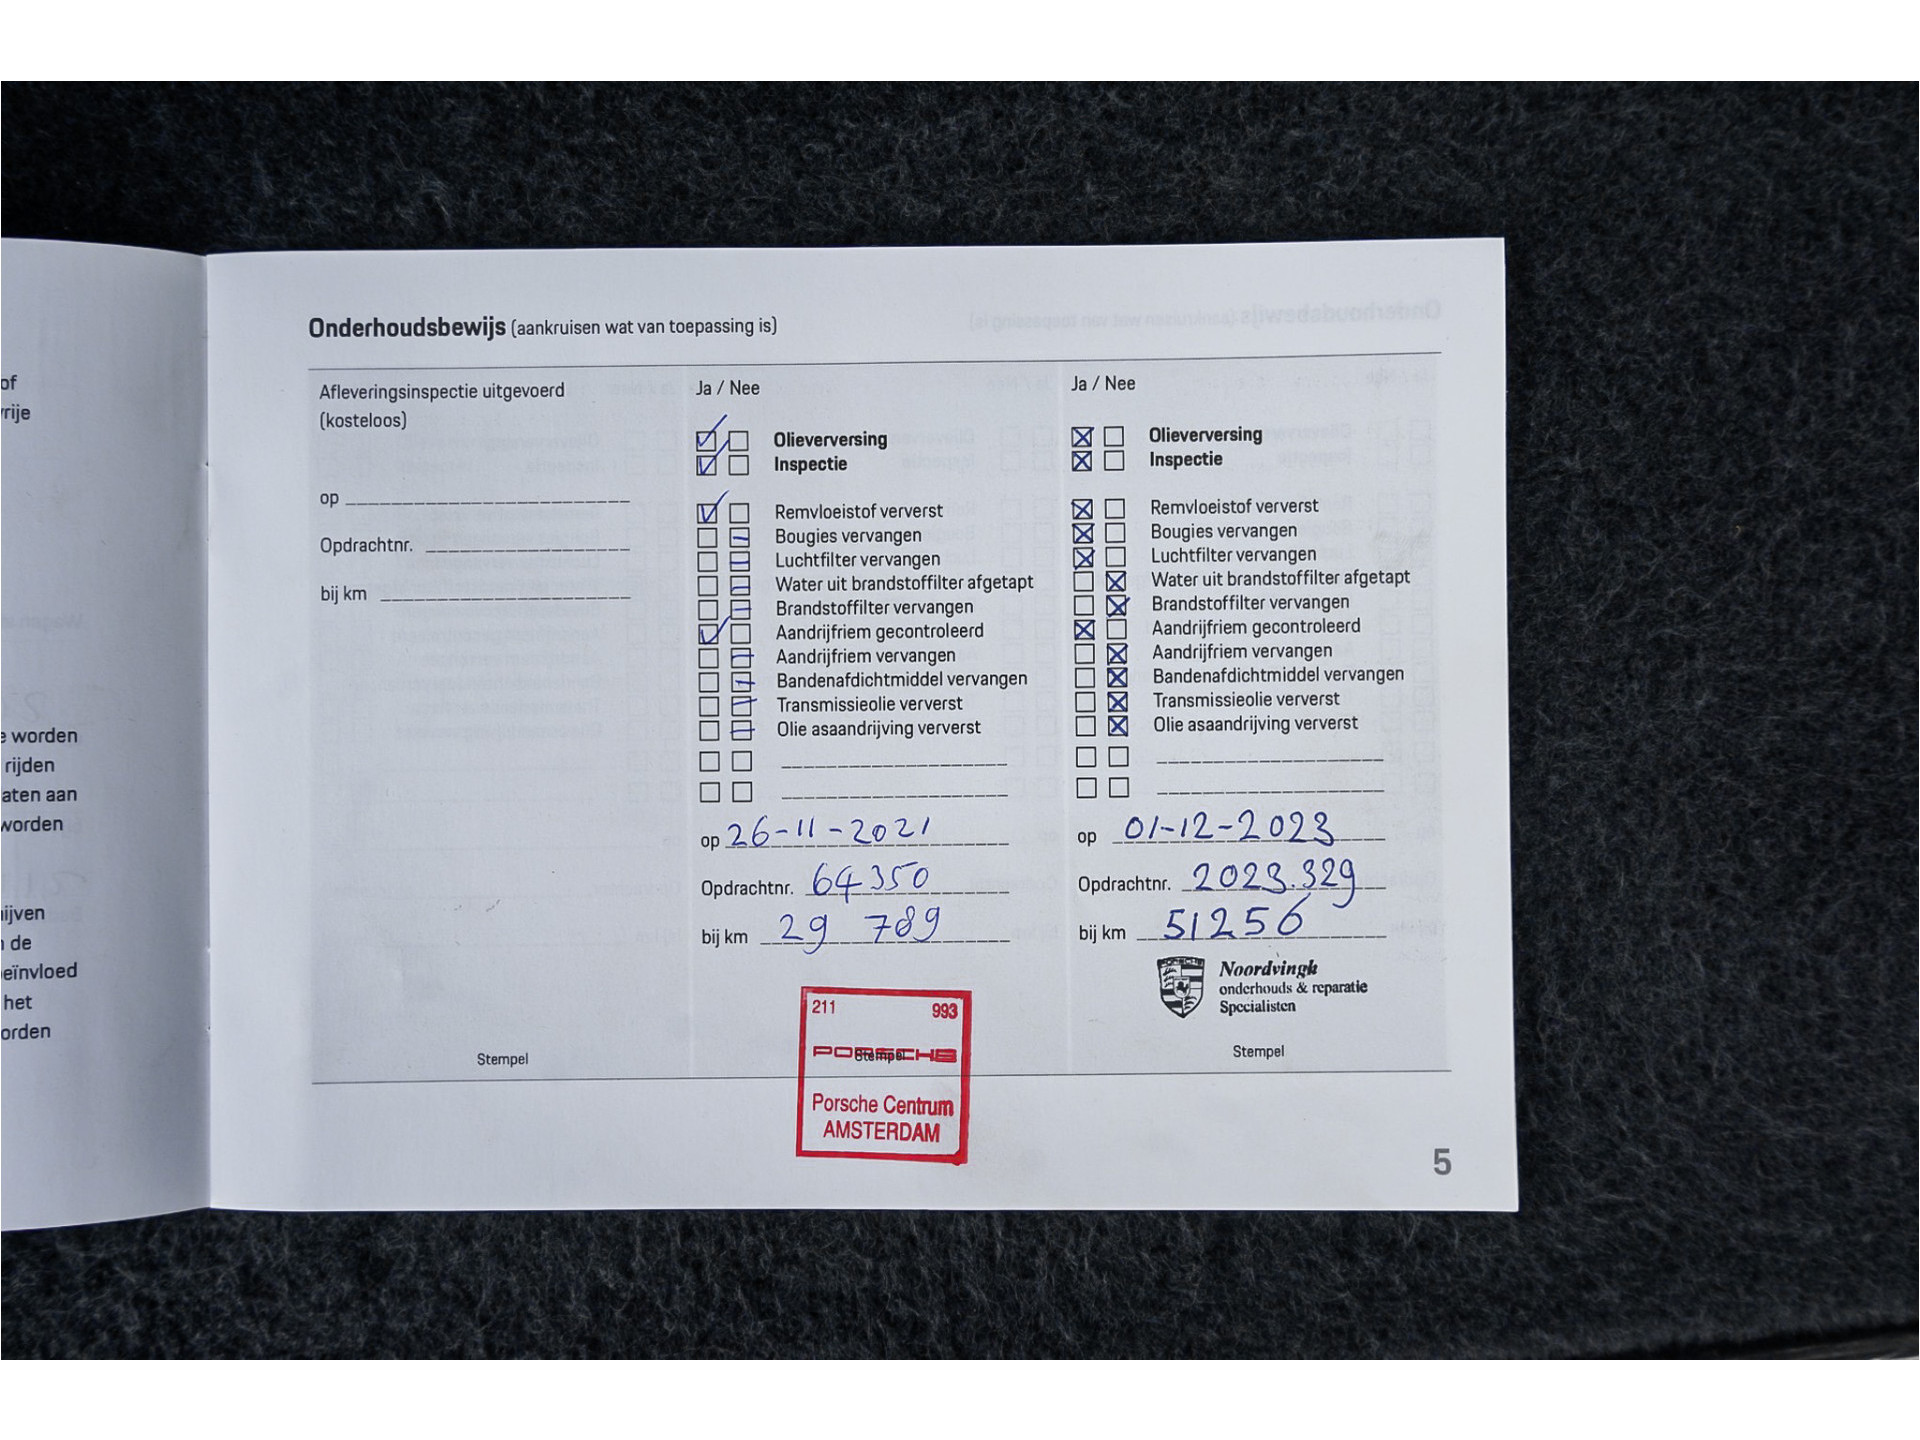 of
rije
e worden
rijden
aten aan
worden
ijven
de
eïnvloed
het
orden
Onderhoudsbewijs (aankruisen wat van toepassing is)
Afleveringsinspectie uitgevoerd
(kosteloos)
op
Opdrachtnr.
bij km
Stempel
Ja / Nee
Olieverversing
Inspectie
Remvloeistof ververst
Bougies vervangen
Luchtfilter vervangen
Water uit brandstoffilter afgetapt
Brandstoffilter vervangen
Aandrijfriem gecontroleerd
Aandrijfriem vervangen
Bandenafdichtmiddel vervangen
Transmissieolie ververst
Olie asaandrijving ververst
op 26-11-2021
Opdrachtnr. 64350
bij km 29 789
211 993
PORSCHE
Stempel
Porsche Centrum
AMSTERDAM
Ja / Nee
Olieverversing
Inspectie
Remvloeistof ververst
Bougies vervangen
Luchtfilter vervangen
Water uit brandstoffilter afgetapt
Brandstoffilter vervangen
Aandrijfriem gecontroleerd
Aandrijfriem vervangen
Bandenafdichtmiddel vervangen
Transmissieolie ververst
Olie asaandrijving ververst
op 01-12-2023
Opdrachtnr. 2023.329
bij km 51256
PORSCHE
Noordvingk
onderhouds & reparatie
Specialisten
Stempel
5